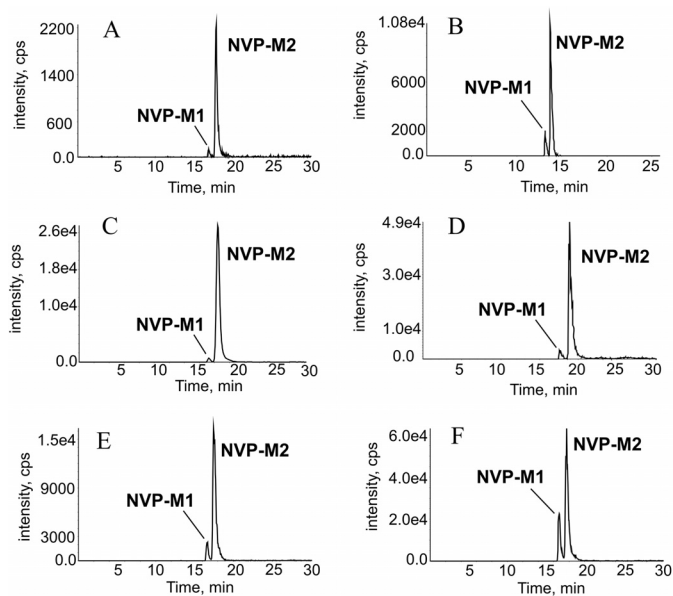 A
intensity, cps
2200
1400
600
0.0
NVP-M2
NVP-M1
5 10 15 20 25 30
Time, min
B
intensity, cps
1.08e4
6000
2000
0.0
NVP-M2
NVP-M1
5 10 15 20 25
Time, min
C
intensity, cps
2.6e4
1.8e4
1.0e4
0.0
NVP-M2
NVP-M1
5 10 15 20 25 30
Time, min
D
intensity, cps
4.9e4
3.0e4
1.0e4
0.0
NVP-M2
NVP-M1
5 10 15 20 25 30
Time, min
E
intensity, cps
1.5e4
9000
3000
0.0
NVP-M2
NVP-M1
5 10 15 20 25 30
Time, min
F
intensity, cps
6.0e4
4.0e4
2.0e4
0.0
NVP-M2
NVP-M1
5 10 15 20 25 30
Time, min